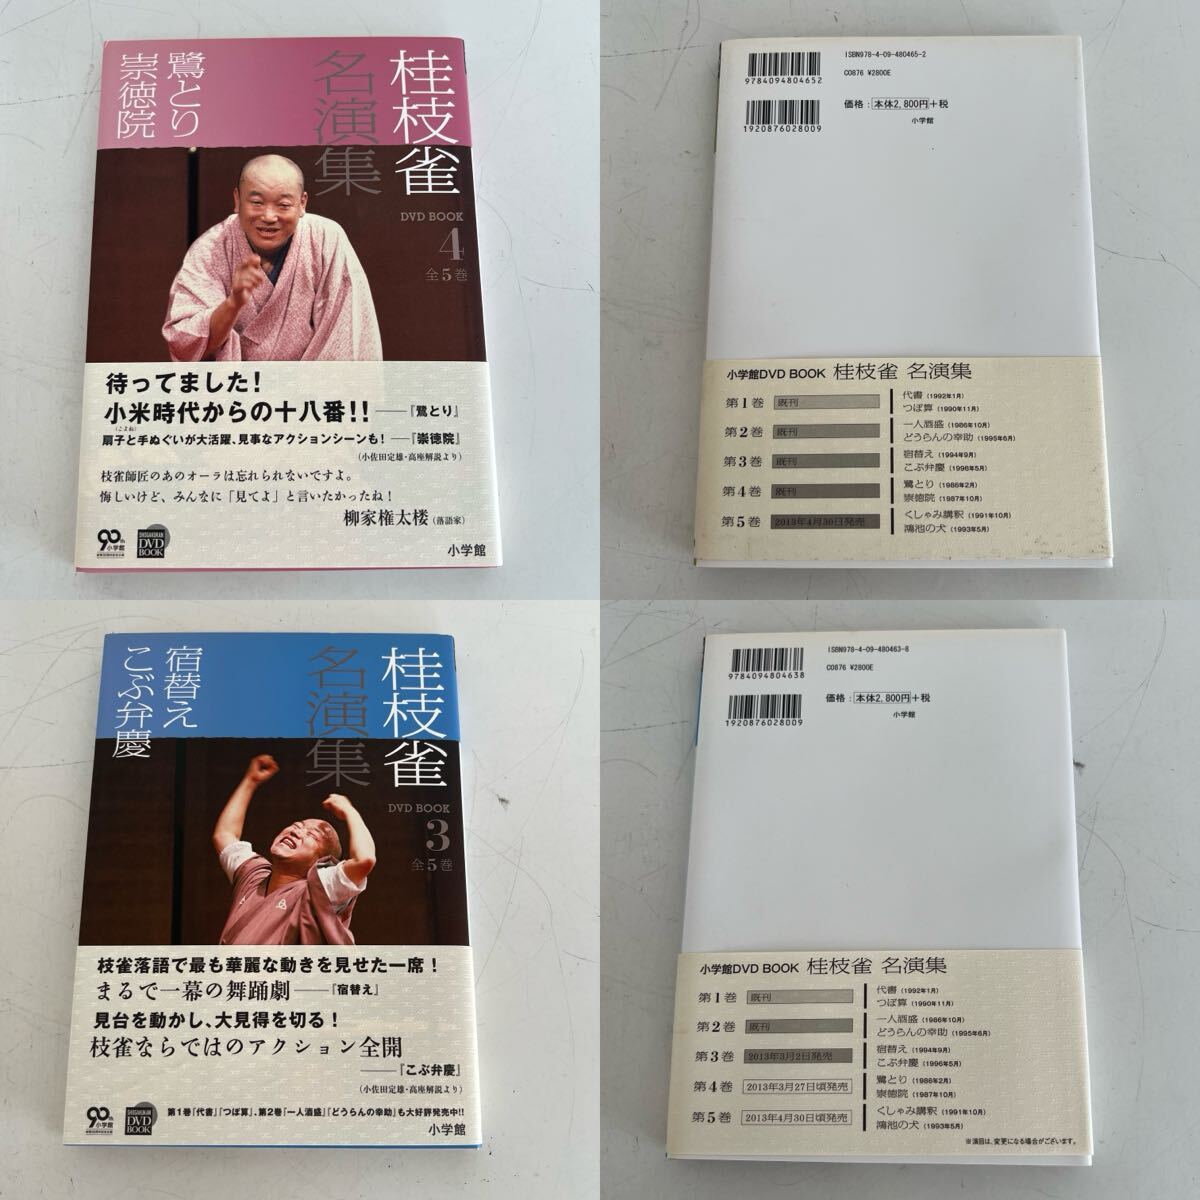 桂枝雀
名演集
鷺とり
崇徳院
DVD BOOK
4
全5巻
待ってました!
小米時代からの十八番!!――『鷺とり』
(こよね)
扇子と手ぬぐいが大活躍、見事なアクションシーンも!――『崇徳院』
(小佐田定雄・高座解説より)
枝雀師匠のあのオーラは忘れられないですよ。
悔しいけど、みんなに「見てよ」と言いたかったね!
柳家権太楼(落語家)
90th
小学館
SHOGAKUKAN
DVD
BOOK
小学館
ISBN978-4-09-480465-2
9784094804652
C0876 ¥2800E
1920876028009
価格:本体2,800円+税
小学館
小学館DVD BOOK 桂枝雀 名演集
第1巻 既刊 代書(1992年1月)
つぼ算(1990年11月)
第2巻 既刊 一人酒盛(1986年10月)
どうらんの幸助(1995年6月)
第3巻 既刊 宿替え(1994年9月)
こぶ弁慶(1996年5月)
第4巻 既刊 鷺とり(1986年2月)
崇徳院(1987年10月)
第5巻 2013年4月30日発売 くしゃみ講釈(1991年10月)
鴻池の犬(1993年5月)
桂枝雀
名演集
宿替え
こぶ弁慶
DVD BOOK
3
全5巻
枝雀落語で最も華麗な動きを見せた一席!
まるで一幕の舞踊劇――『宿替え』
見台を動かし、大見得を切る!
枝雀ならではのアクション全開
――『こぶ弁慶』
(小佐田定雄・高座解説より)
第1巻「代書」「つぼ算」、第2巻「一人酒盛」「どうらんの幸助」も大好評発売中!!
90th
小学館
SHOGAKUKAN
DVD
BOOK
小学館
ISBN978-4-09-480463-8
9784094804638
C0876 ¥2800E
1920876028009
価格:本体2,800円+税
小学館
小学館DVD BOOK 桂枝雀 名演集
第1巻 既刊 代書(1992年1月)
つぼ算(1990年11月)
第2巻 既刊 一人酒盛(1986年10月)
どうらんの幸助(1995年6月)
第3巻 2013年3月2日発売 宿替え(1994年9月)
こぶ弁慶(1996年5月)
第4巻 2013年3月27日頃発売 鷺とり(1986年2月)
崇徳院(1987年10月)
第5巻 2013年4月30日頃発売 くしゃみ講釈(1991年10月)
鴻池の犬(1993年5月)
※演目は、変更になる場合がございます。